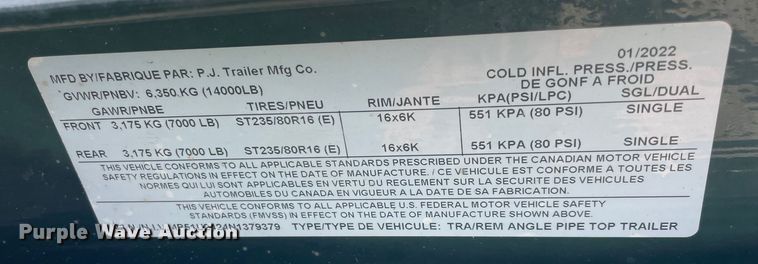 01/2022
MFD BY/FABRIQUE PAR: P.J. Trailer Mfg Co.
GVWR/PNBV: 6,350.KG (14000LB)
COLD INFL. PRESS./PRESS. DE GONF A FROID
GAWR/PNBE TIRES/PNEU RIM/JANTE KPA(PSI/LPC) SGL/DUAL
FRONT 3,175 KG (7000 LB) ST235/80R16 (E) 16x6K 551 KPA (80 PSI) SINGLE
REAR 3,175 KG (7000 LB) ST235/80R16 (E) 16x6K 551 KPA (80 PSI) SINGLE
THIS VEHICLE CONFORMS TO ALL APPLICABLE STANDARDS PRESCRIBED UNDER THE CANADIAN MOTOR VEHICLE
SAFETY REGULATIONS IN EFFECT ON THE DATE OF MANUFACTURE. / CE VEHICULE EST CONFORME A TOUTES LES
NORMES QUI LUI SONT APPLICABLES EN VERTU DU REGLEMENT SUR LA SECURITE DES VEHICULES
AUTOMOBILES DU CANADA EN VIGUEUR A LA DATE DE SA FABRICATION.
THIS VEHICLE CONFORMS TO ALL APPLICABLE U.S. FEDERAL MOTOR VEHICLE SAFETY
STANDARDS (FMVSS) IN EFFECT ON THE DATE OF MANUFACTURE SHOWN ABOVE.
TYPE/TYPE DE VEHICULE: TRA/REM ANGLE PIPE TOP TRAILER
Purple Wave Auction